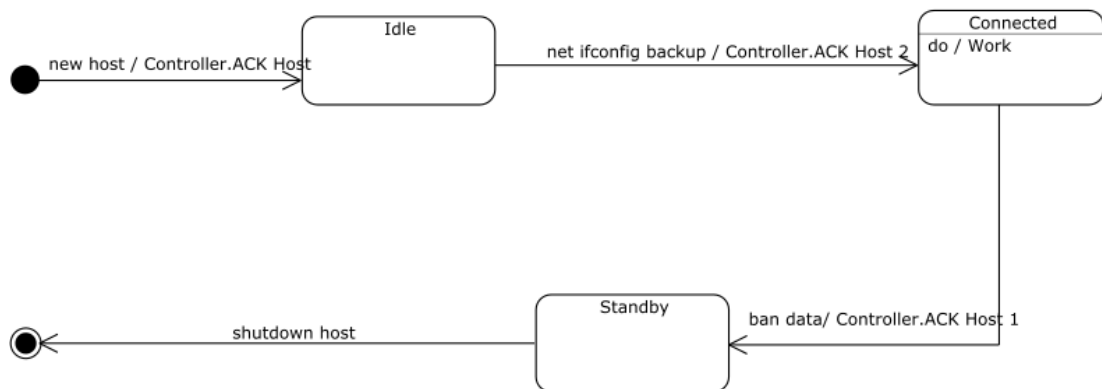 Idle
Connected
do / Work
new host / Controller.ACK Host
net ifconfig backup / Controller.ACK Host 2
Standby
ban data/ Controller.ACK Host 1
shutdown host